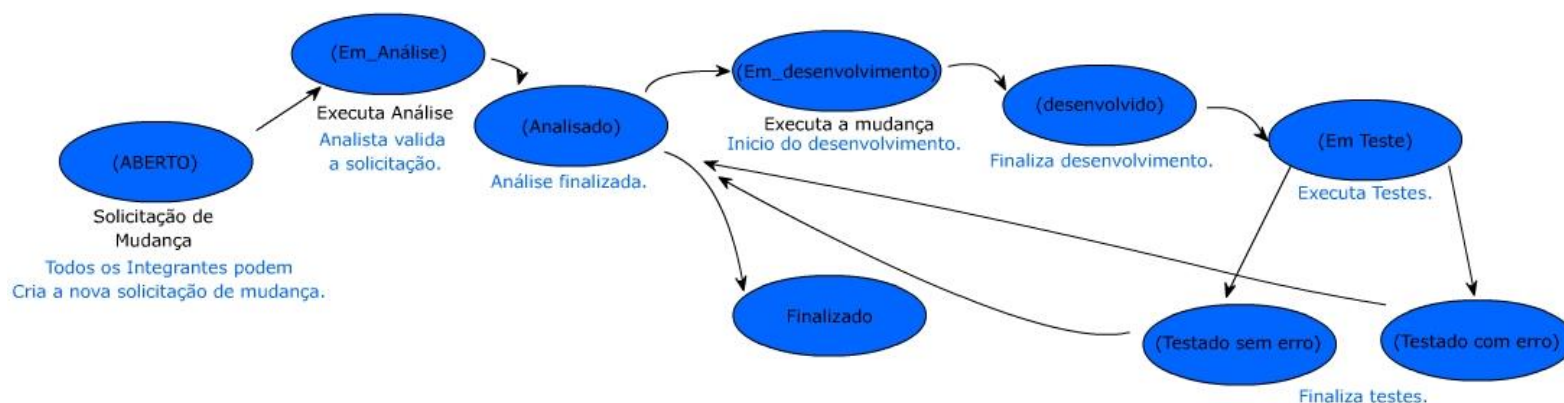 (Em_Análise)
Executa Análise
Analista valida
a solicitação.
(ABERTO)
Solicitação de
Mudança
Todos os Integrantes podem
Cria a nova solicitação de mudança.
(Analisado)
Análise finalizada.
(Em_desenvolvimento)
Executa a mudança
Inicio do desenvolvimento.
(desenvolvido)
Finaliza desenvolvimento.
(Em Teste)
Executa Testes.
Finalizado
(Testado sem erro)
(Testado com erro)
Finaliza testes.